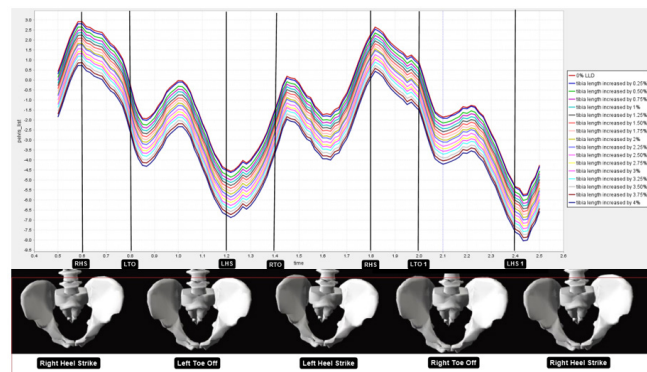 3.0
2.5
2.0
1.5
1.0
0.5
0.0
-0.5
-1.0
-1.5
-2.0
-2.5
-3.0
-3.5
-4.0
-4.5
-5.0
-5.5
-6.0
-6.5
-7.0
-7.5
-8.0
-8.5
pelvis_list
0.4 0.5 0.6 0.7 0.8 0.9 1.0 1.1 1.2 1.3 1.4 1.5 1.6 1.7 1.8 1.9 2.0 2.1 2.2 2.3 2.4 2.5 2.6
time
RHS LTO LHS RTO RHS LTO 1 LHS 1
0% LLD
tibia length increased by 0.25%
tibia length increased by 0.50%
tibia length increased by 0.75%
tibia length increased by 1%
tibia length increased by 1.25%
tibia length increased by 1.50%
tibia length increased by 1.75%
tibia length increased by 2%
tibia length increased by 2.25%
tibia length increased by 2.50%
tibia length increased by 2.75%
tibia length increased by 3%
tibia length increased by 3.25%
tibia length increased by 3.50%
tibia length increased by 3.75%
tibia length increased by 4%
Right Heel Strike Left Toe Off Left Heel Strike Right Toe Off Right Heel Strike